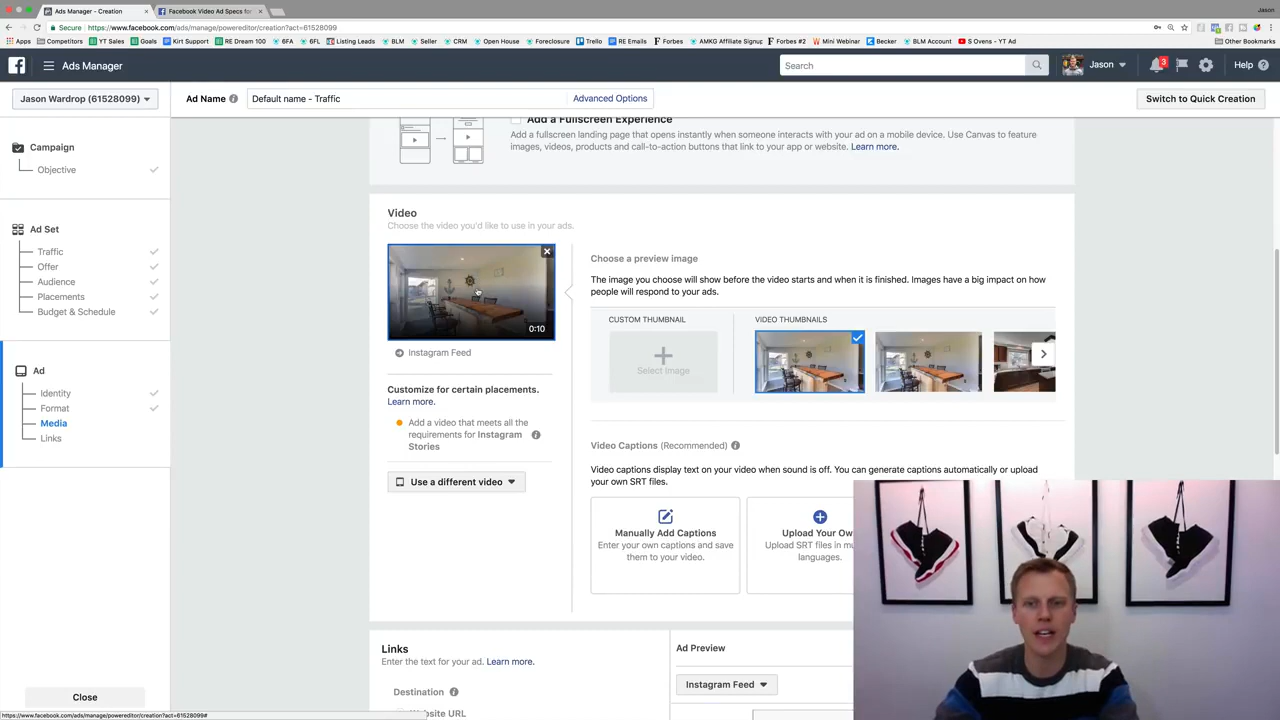 Ads Manager - Creation
Facebook Video Ad Specs for
Jason
Secure
https://www.facebook.com/ads/manage/powereditor/creation?act=61528099
Apps
Competitors
YT Sales
Goals
Kirt Support
RE Dream 100
6FA
6FL
Listing Leads
BLM
Seller
CRM
Open House
Foreclosure
Trello
RE Emails
Forbes
AMKG Affiliate Signup
Forbes #2
Mini Webinar
Becker
BLM Account
S Ovens - YT Ad
Other Bookmarks
Ads Manager
Search
Jason
3
Help
Jason Wardrop (61528099)
Ad Name
Default name - Traffic
Advanced Options
Switch to Quick Creation
Campaign
Objective
Ad Set
Traffic
Offer
Audience
Placements
Budget & Schedule
Ad
Identity
Format
Media
Links
Close
Add a Fullscreen Experience
Add a fullscreen landing page that opens instantly when someone interacts with your ad on a mobile device. Use Canvas to feature
images, videos, products and call-to-action buttons that link to your app or website. Learn more.
Video
Choose the video you'd like to use in your ads.
0:10
Instagram Feed
Customize for certain placements.
Learn more.
Add a video that meets all the
requirements for Instagram
Stories
Use a different video
Choose a preview image
The image you choose will show before the video starts and when it is finished. Images have a big impact on how
people will respond to your ads.
CUSTOM THUMBNAIL
VIDEO THUMBNAILS
Select Image
Video Captions (Recommended)
Video captions display text on your video when sound is off. You can generate captions automatically or upload
your own SRT files.
Manually Add Captions
Enter your own captions and save
them to your video.
Upload Your Own
Upload SRT files in mu
languages.
Links
Enter the text for your ad. Learn more.
Destination
Website URL
Ad Preview
Instagram Feed
https://www.facebook.com/ads/manage/powereditor/creation?act=61528099#